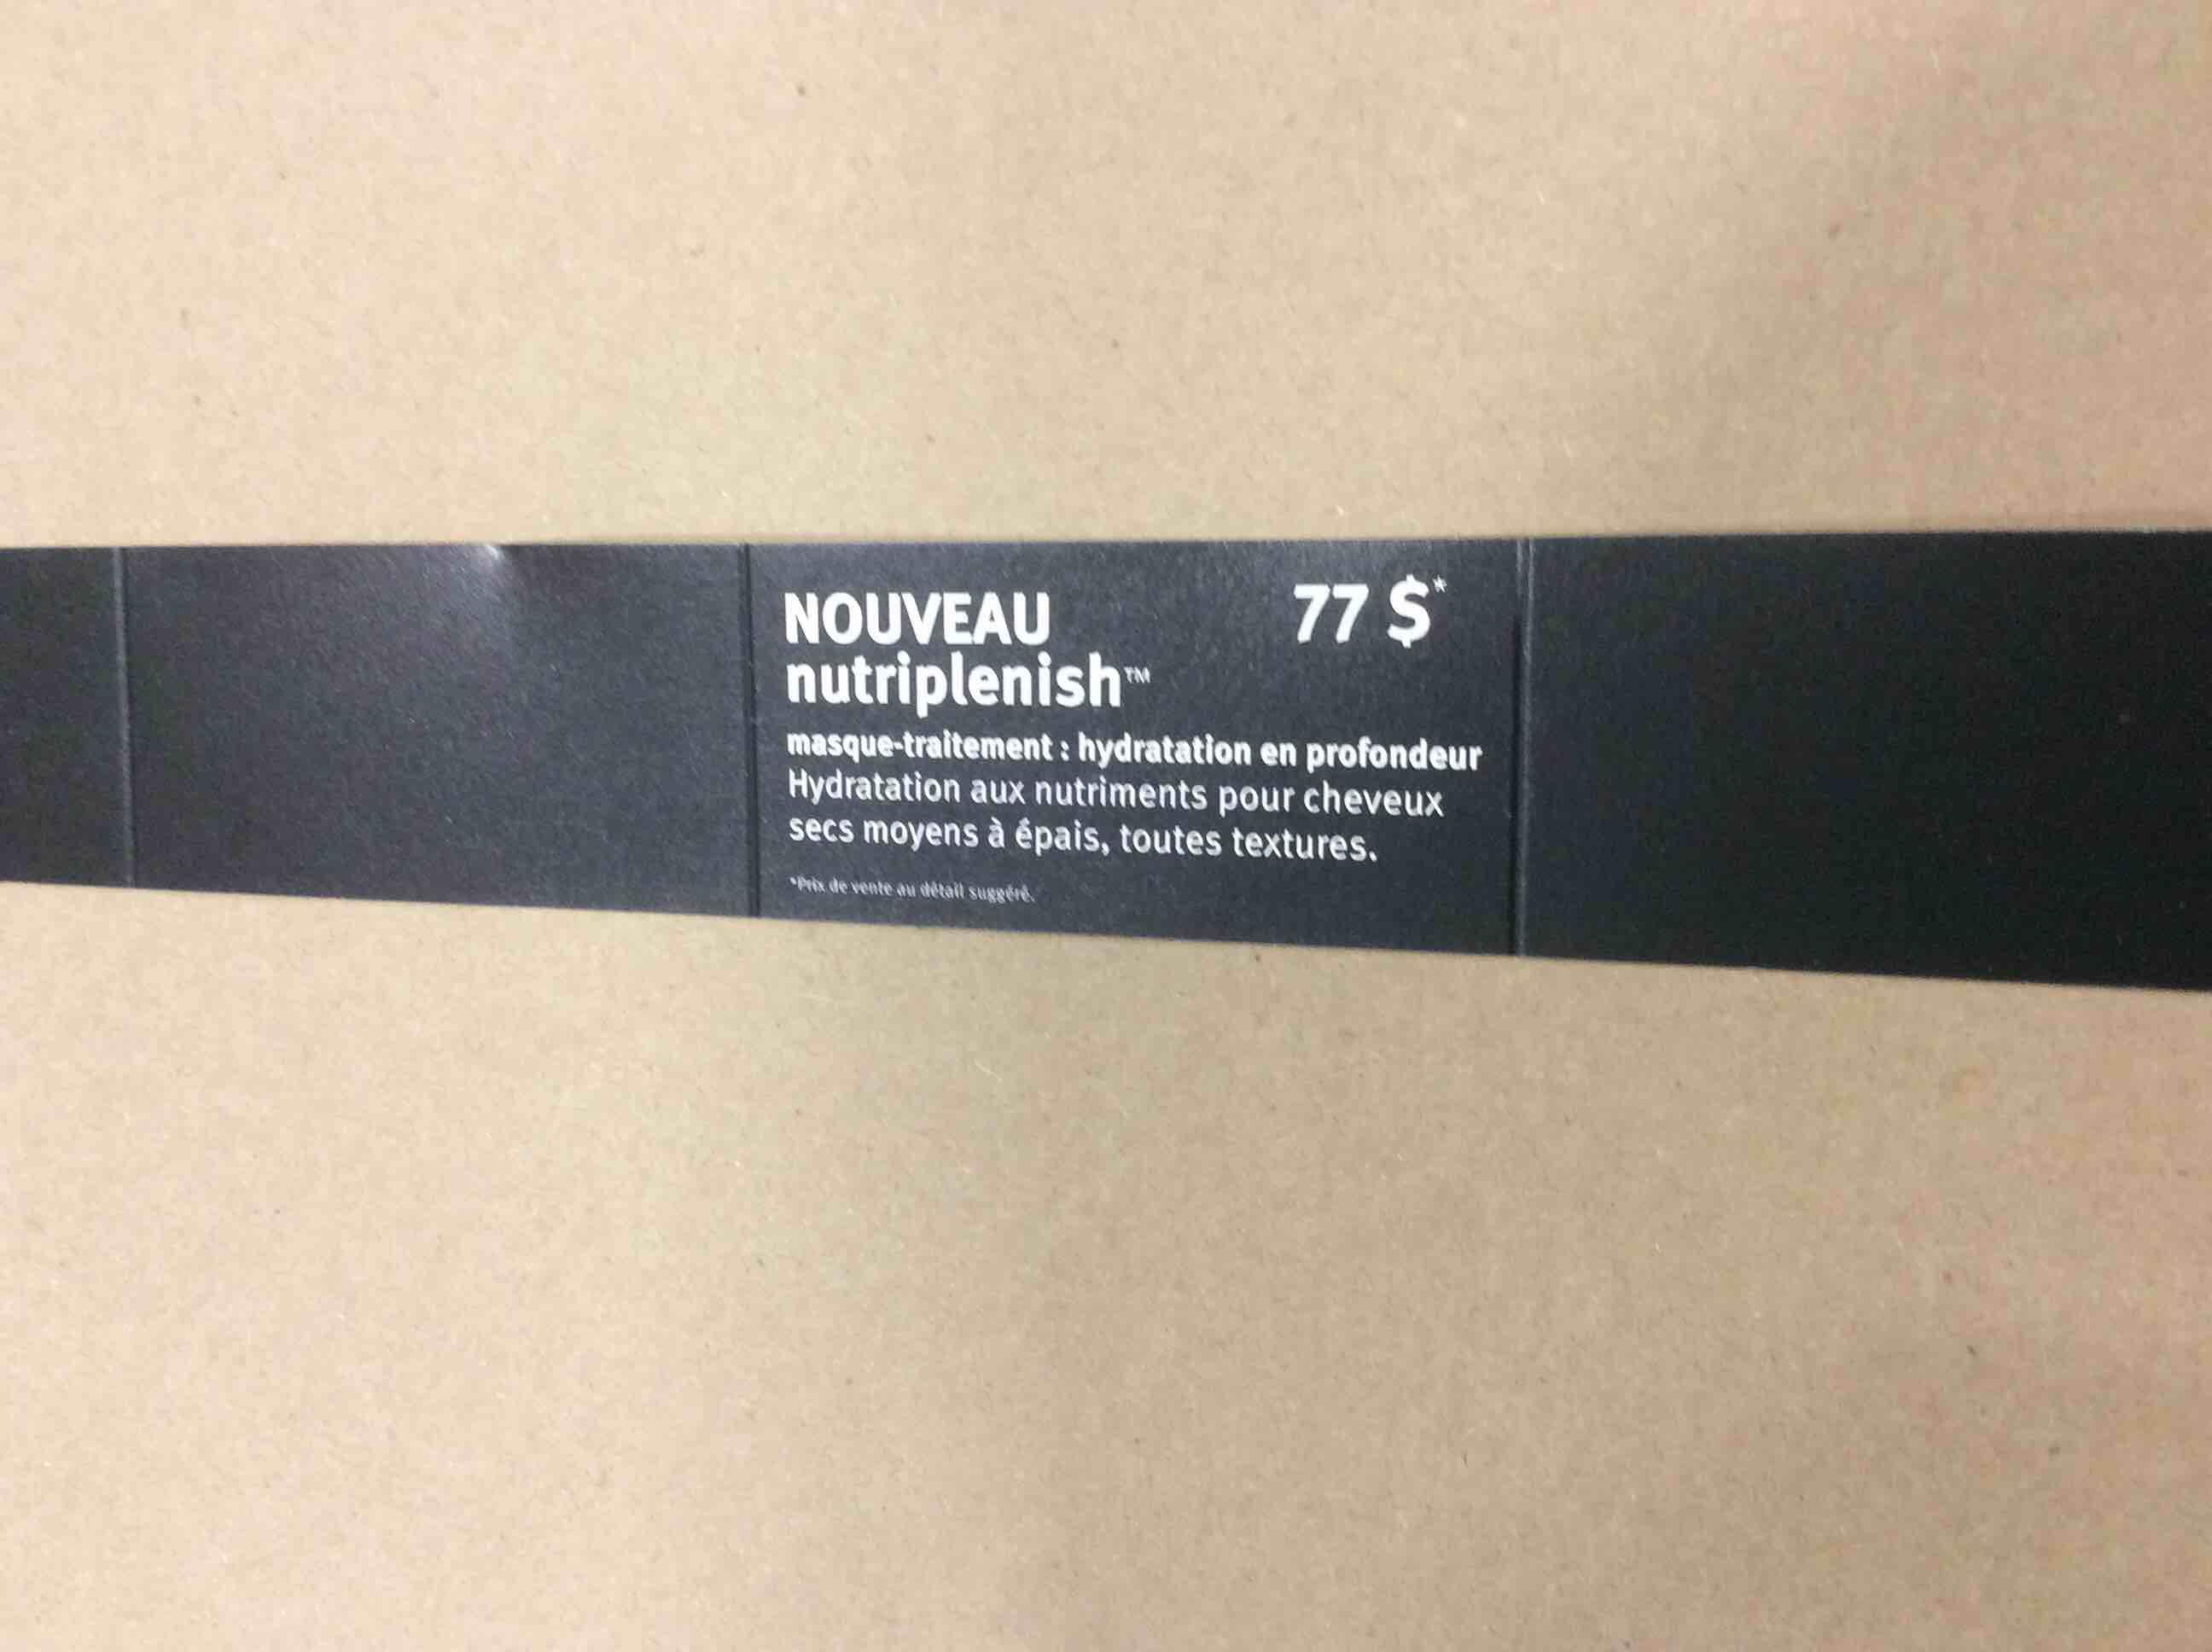 NOUVEAU 77 $*
nutriplenish™
masque-traitement : hydratation en profondeur
Hydratation aux nutriments pour cheveux
secs moyens à épais, toutes textures.
*Prix de vente au détail suggéré.